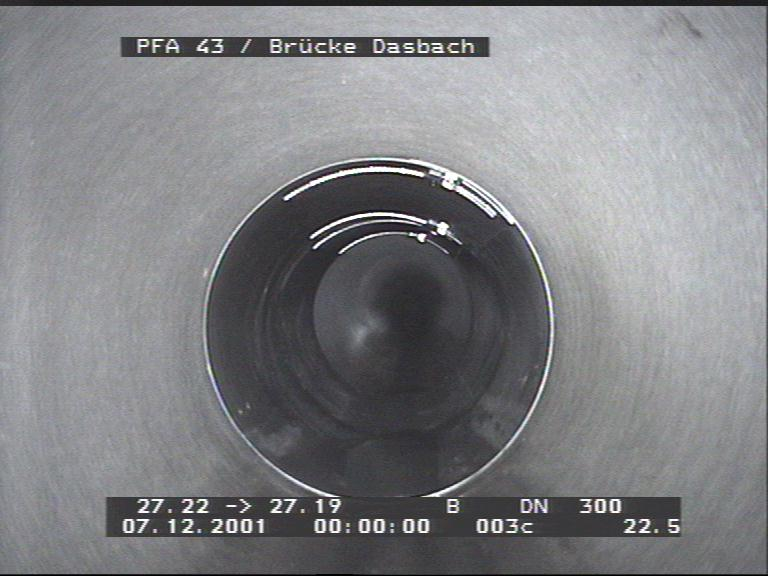 PFA 43 / Brücke Dasbach
27.22 -> 27.19 B DN 300
07.12.2001 00:00:00 003c 22.5